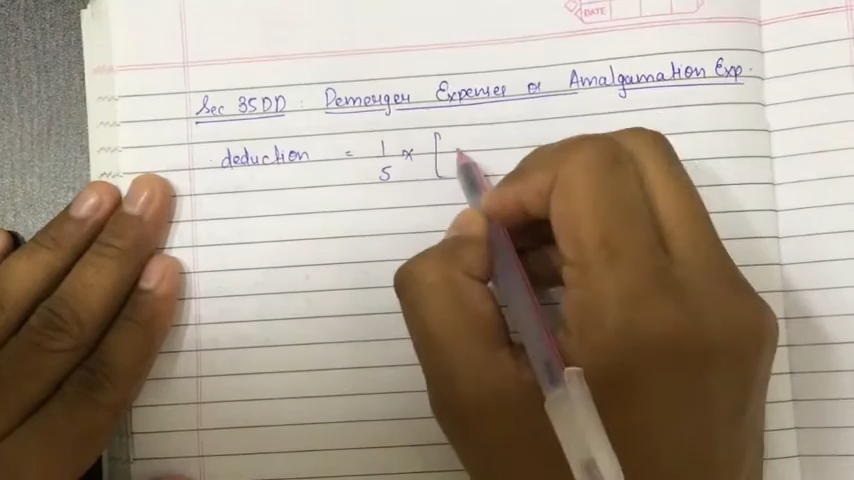 DATE
Sec 35DD : Demerger Expenses or Amalgamation Exp.
deduction = 1/5 × [